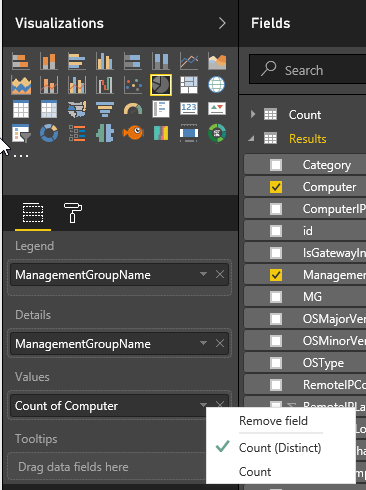 Visualizations
Legend
ManagementGroupName
Details
ManagementGroupName
Values
Count of Computer
Tooltips
Drag data fields here
Remove field
Count (Distinct)
Count
Fields
Search
Count
Results
Category
Computer
ComputerIP
id
IsGatewayIn
Managemen
MG
OSMajorVer
OSMinorVer
OSType
RemoteIPCo
RemoteIPLa